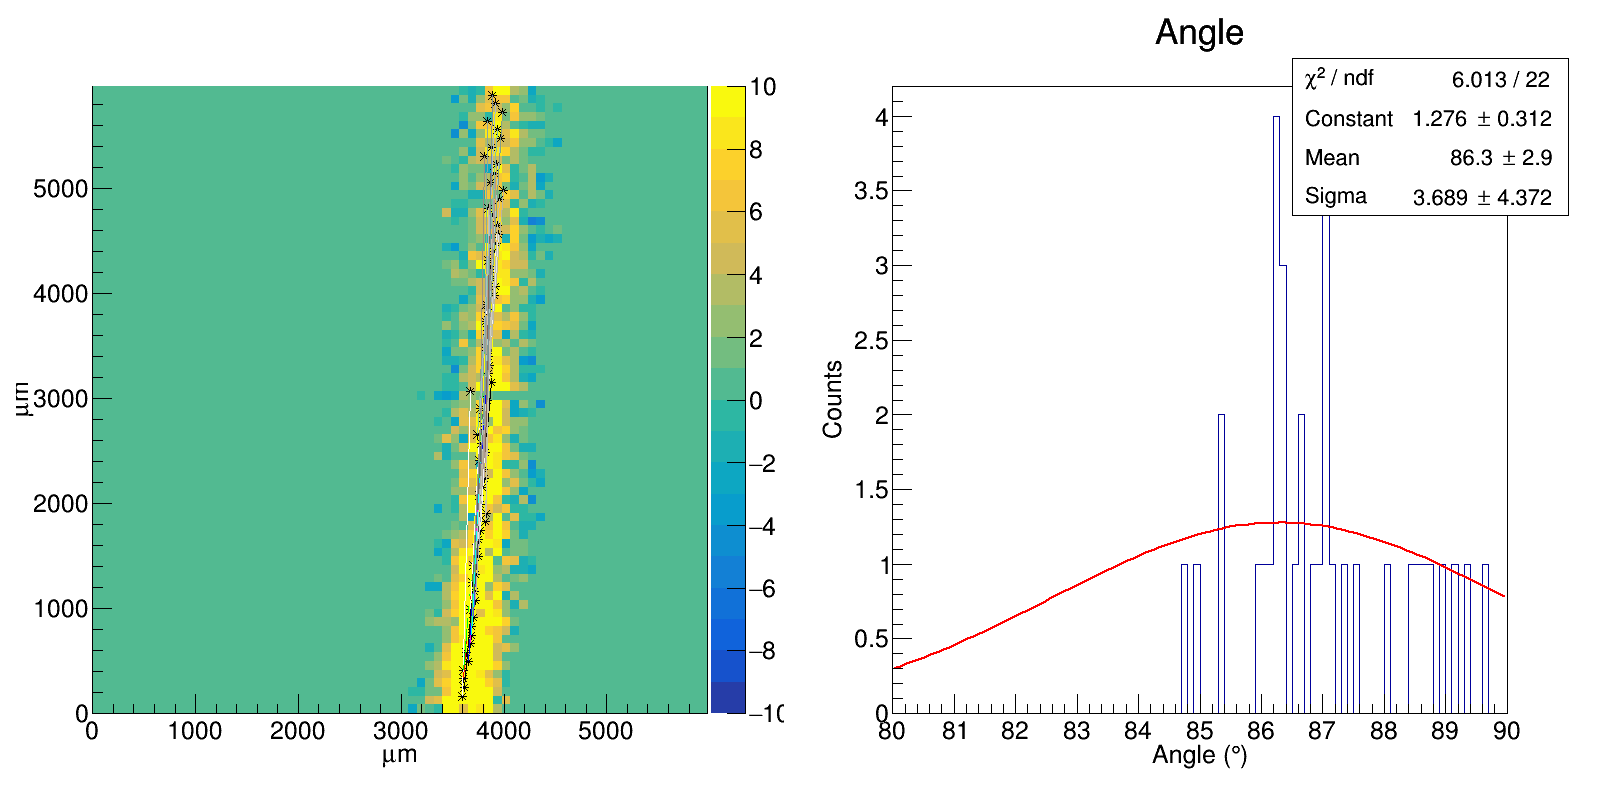 Angle
χ² / ndf 6.013 / 22
Constant 1.276 ± 0.312
Mean 86.3 ± 2.9
Sigma 3.689 ± 4.372
μm
5000
4000
3000
2000
1000
0
0 1000 2000 3000 4000 5000
μm
10
8
6
4
2
0
−2
−4
−6
−8
−10
Counts
4
3.5
3
2.5
2
1.5
1
0.5
0
80 81 82 83 84 85 86 87 88 89 90
Angle (°)